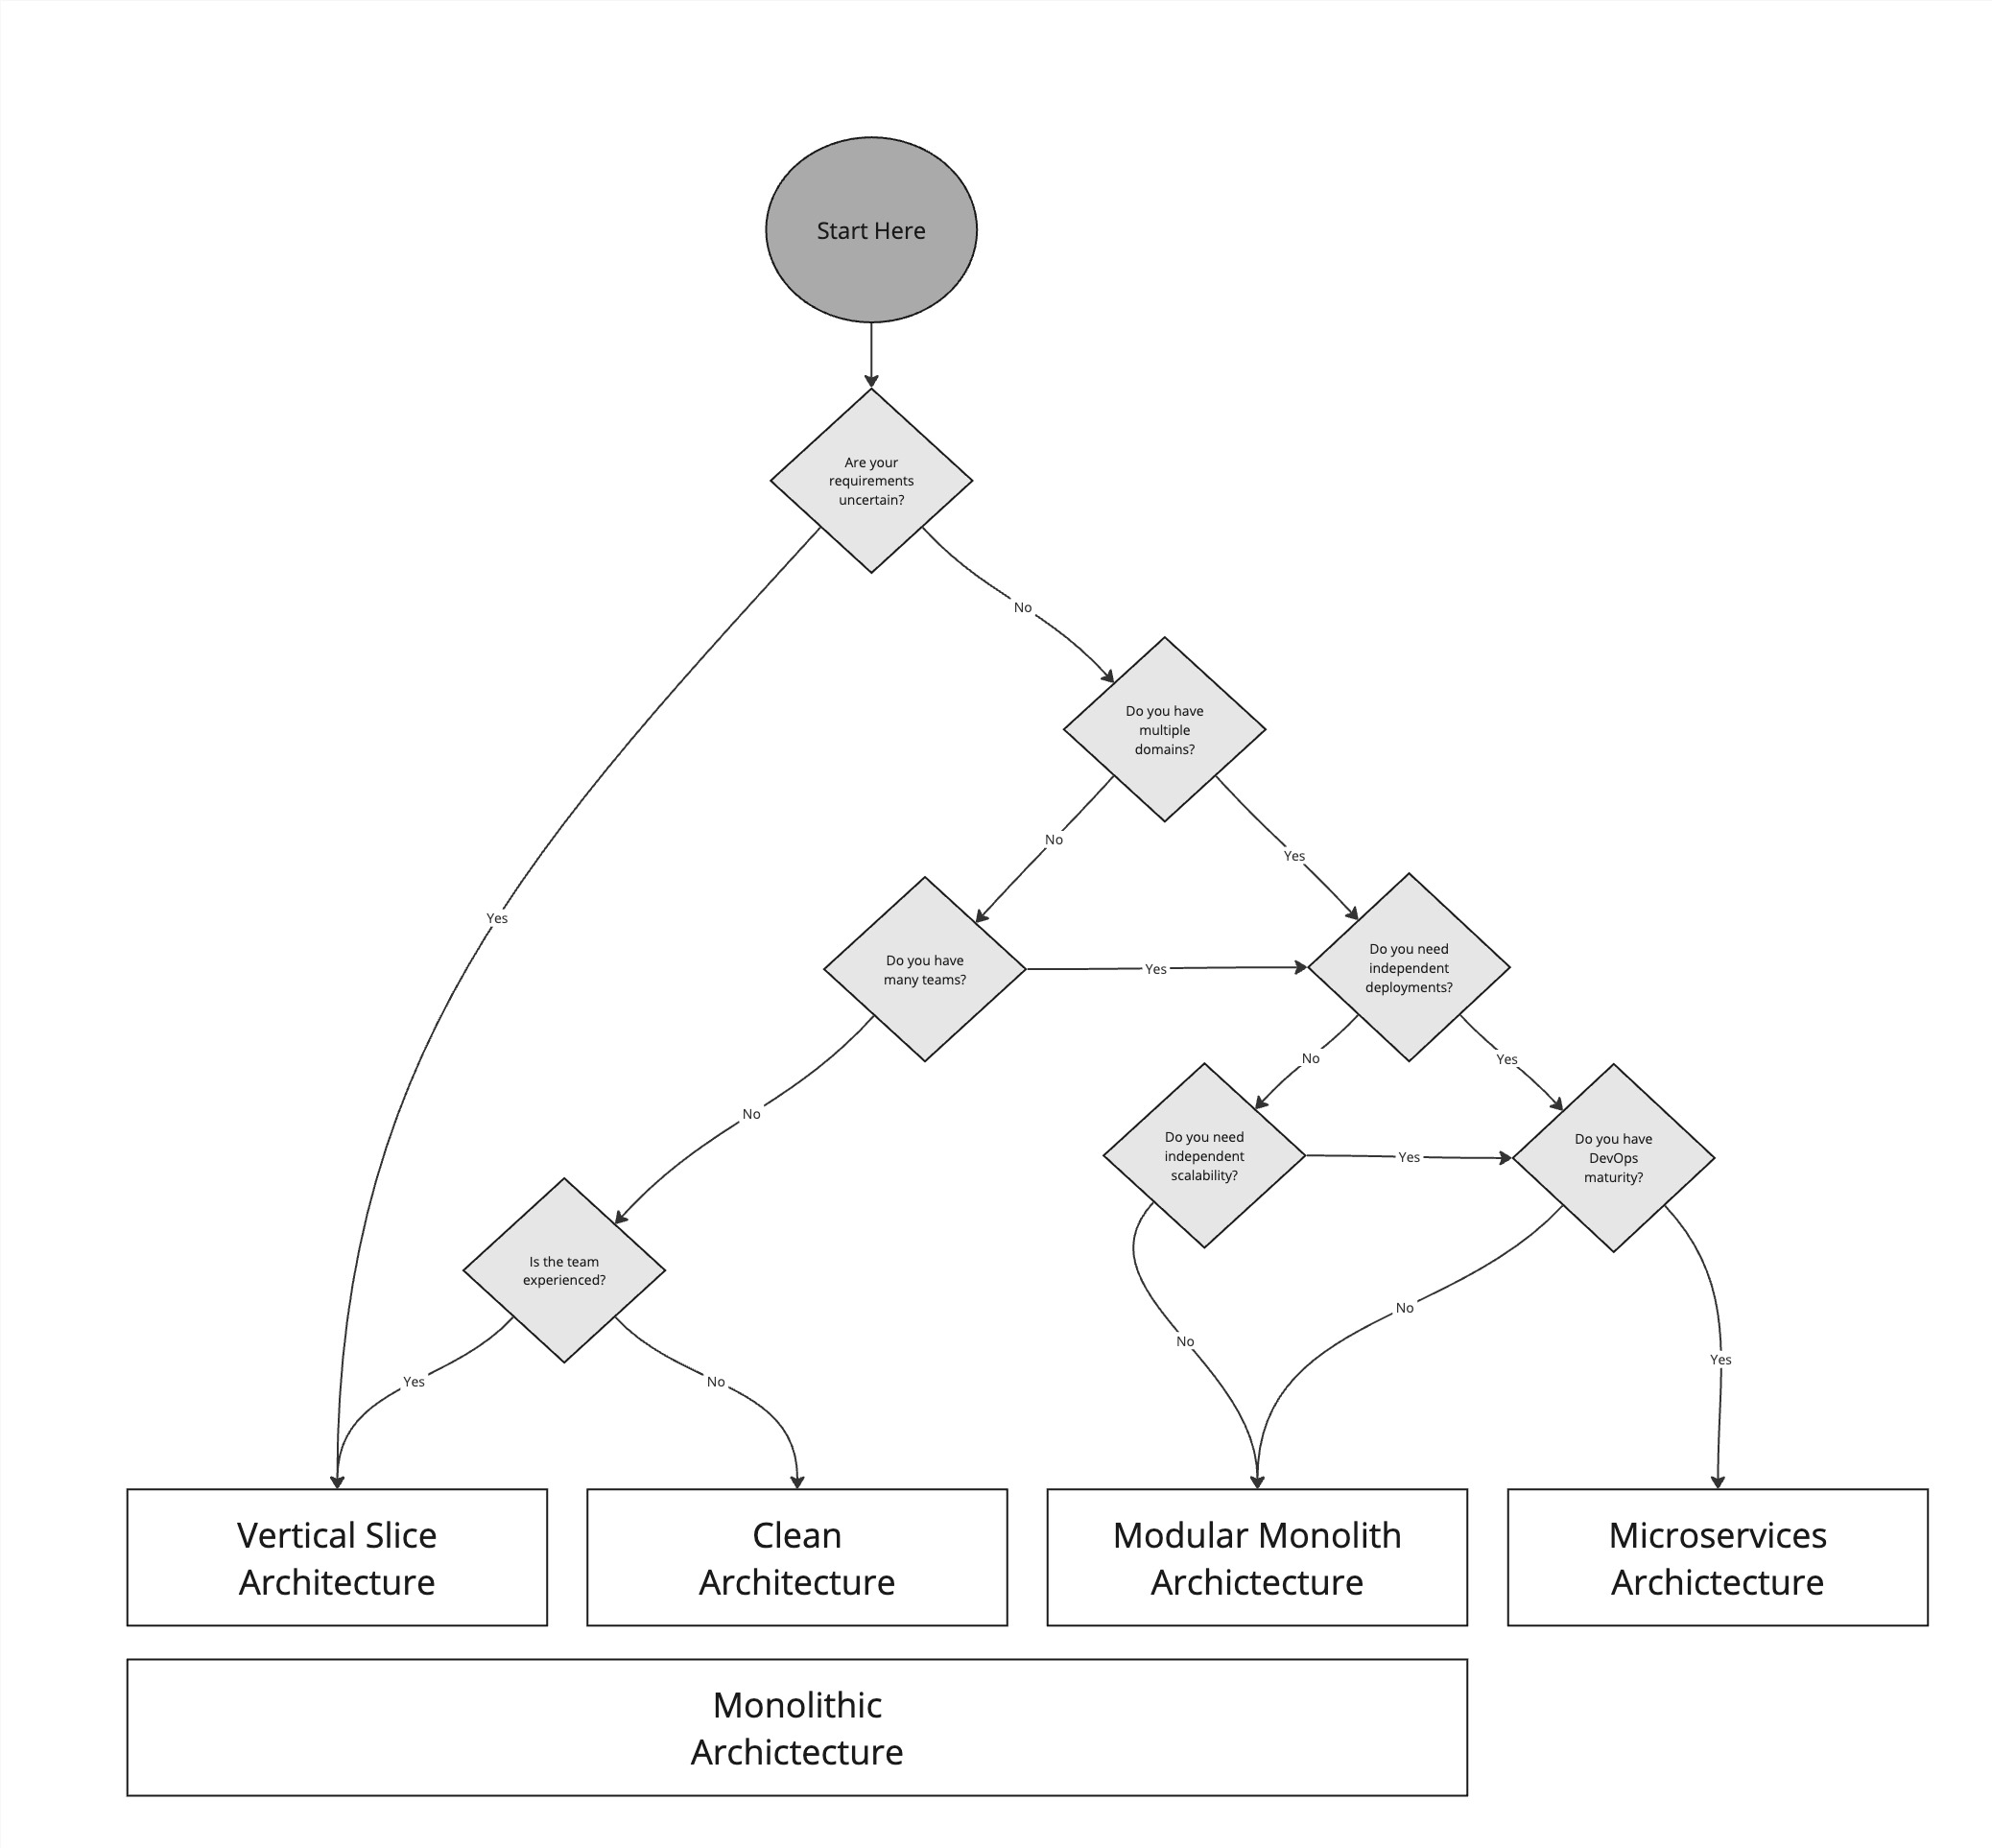 Start Here
Are your
requirements
uncertain?
No
Do you have
multiple
domains?
No
Yes
Yes
Do you have
many teams?
Yes
Do you need
independent
deployments?
No
Yes
No
Do you need
independent
scalability?
Yes
Do you have
DevOps
maturity?
Is the team
experienced?
No
No
Yes
Yes
No
Vertical Slice
Architecture
Clean
Architecture
Modular Monolith
Archictecture
Microservices
Archictecture
Monolithic
Archictecture